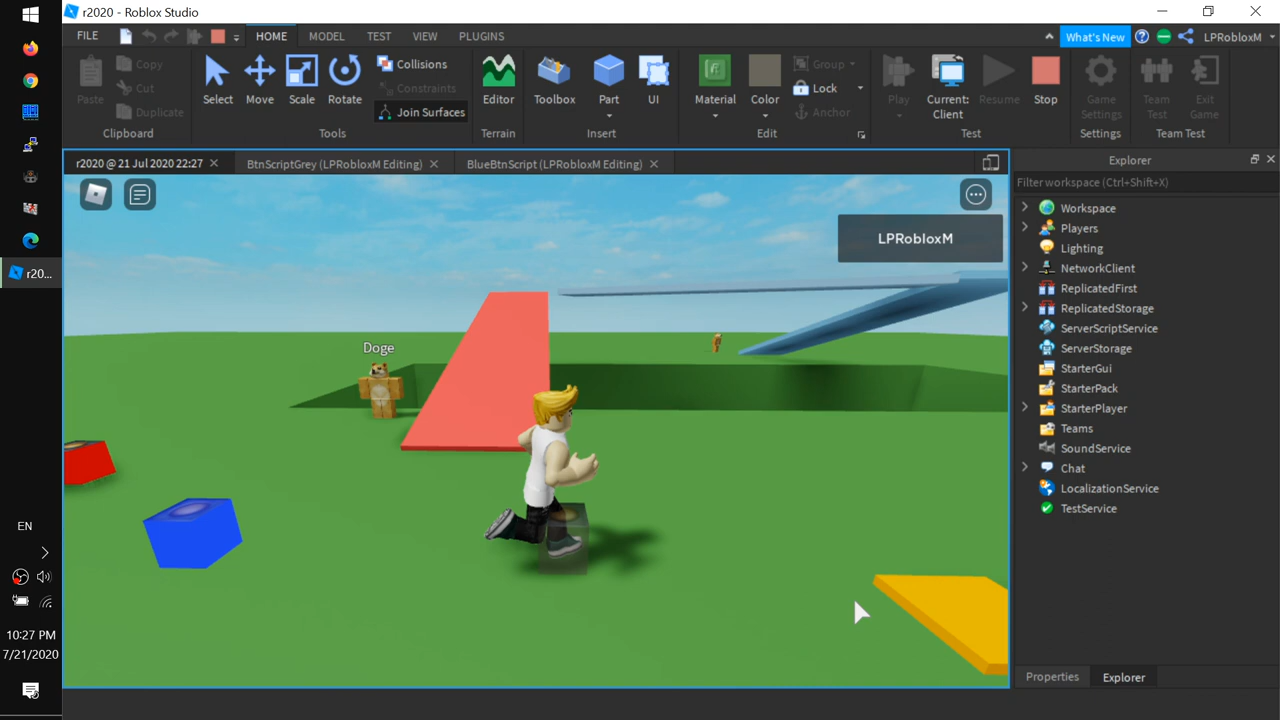 r2020 - Roblox Studio
FILE
HOME
MODEL
TEST
VIEW
PLUGINS
What's New
LPRobloxM
Paste
Copy
Cut
Duplicate
Clipboard
Select
Move
Scale
Rotate
Collisions
Constraints
Join Surfaces
Tools
Editor
Terrain
Toolbox
Part
UI
Insert
Material
Color
Group
Lock
Anchor
Edit
Play
Current:
Client
Resume
Stop
Test
Game
Settings
Settings
Team
Test
Exit
Game
Team Test
r2020 @ 21 Jul 2020 22:27
BtnScriptGrey (LPRobloxM Editing)
BlueBtnScript (LPRobloxM Editing)
LPRobloxM
Doge
Explorer
Filter workspace (Ctrl+Shift+X)
Workspace
Players
Lighting
NetworkClient
ReplicatedFirst
ReplicatedStorage
ServerScriptService
ServerStorage
StarterGui
StarterPack
StarterPlayer
Teams
SoundService
Chat
LocalizationService
TestService
Properties
Explorer
r20...
EN
10:27 PM
7/21/2020